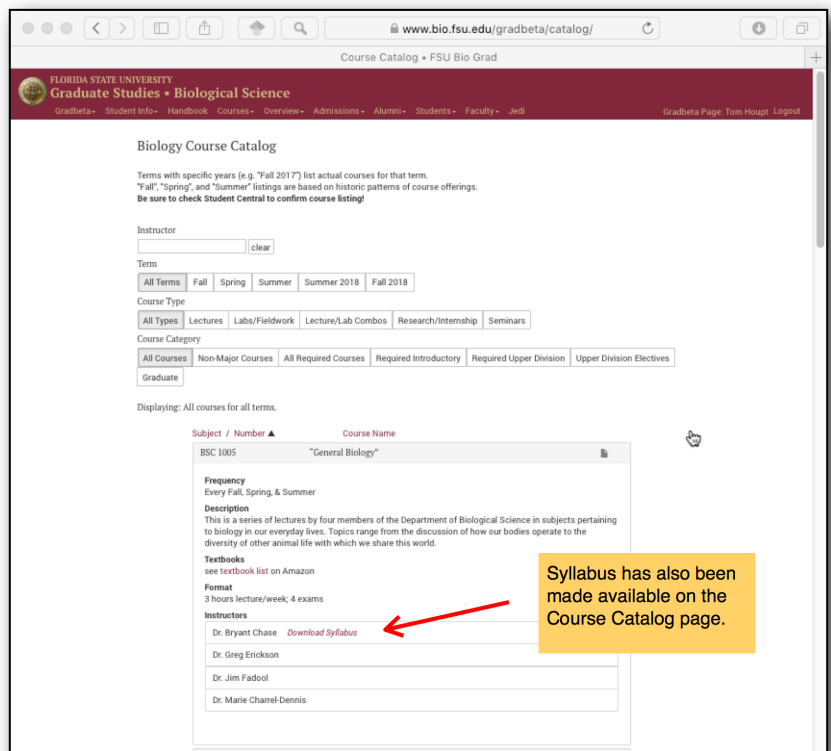 www.bio.fsu.edu/gradbeta/catalog/
Course Catalog • FSU Bio Grad
FLORIDA STATE UNIVERSITY
Graduate Studies • Biological Science
Gradbeta Student Info Handbook Courses Overview Admissions Alumni Students Faculty Jedi Gradbeta Page: Tom Houpt Logout
Biology Course Catalog
Terms with specific years (e.g. "Fall 2017") list actual courses for that term.
"Fall", "Spring", and "Summer" listings are based on historic patterns of course offerings.
Be sure to check Student Central to confirm course listing!
Instructor
clear
Term
All Terms Fall Spring Summer Summer 2018 Fall 2018
Course Type
All Types Lectures Labs/Fieldwork Lecture/Lab Combos Research/Internship Seminars
Course Category
All Courses Non-Major Courses All Required Courses Required Introductory Required Upper Division Upper Division Electives
Graduate
Displaying: All courses for all terms.
Subject / Number ▲ Course Name
BSC 1005 "General Biology"
Frequency
Every Fall, Spring, & Summer
Description
This is a series of lectures by four members of the Department of Biological Science in subjects pertaining
to biology in our everyday lives. Topics range from the discussion of how our bodies operate to the
diversity of other animal life with which we share this world.
Textbooks
see textbook list on Amazon
Format
3 hours lecture/week; 4 exams
Instructors
Dr. Bryant Chase Download Syllabus
Dr. Greg Erickson
Dr. Jim Fadool
Dr. Marie Charrel-Dennis
Syllabus has also been
made available on the
Course Catalog page.